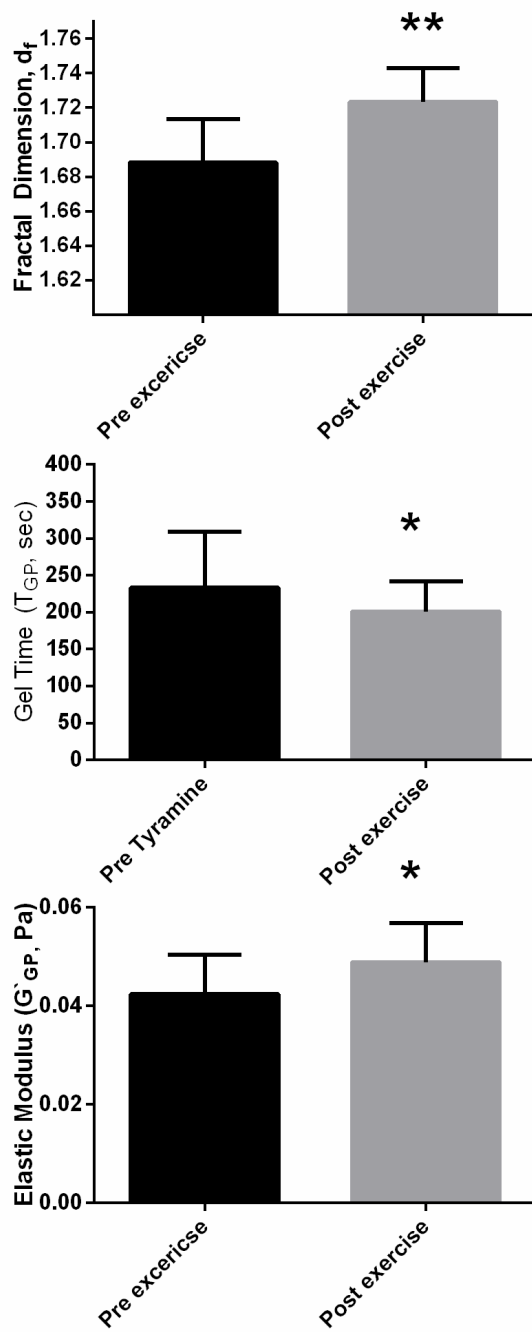 Fractal Dimension, df
1.76
1.74
1.72
1.70
1.68
1.66
1.64
1.62
**
Pre excericse
Post exercise
Gel Time (TGP, sec)
400
350
300
250
200
150
100
50
0
*
Pre Tyramine
Post exercise
Elastic Modulus (G`GP, Pa)
0.06
0.04
0.02
0.00
*
Pre excericse
Post exercise